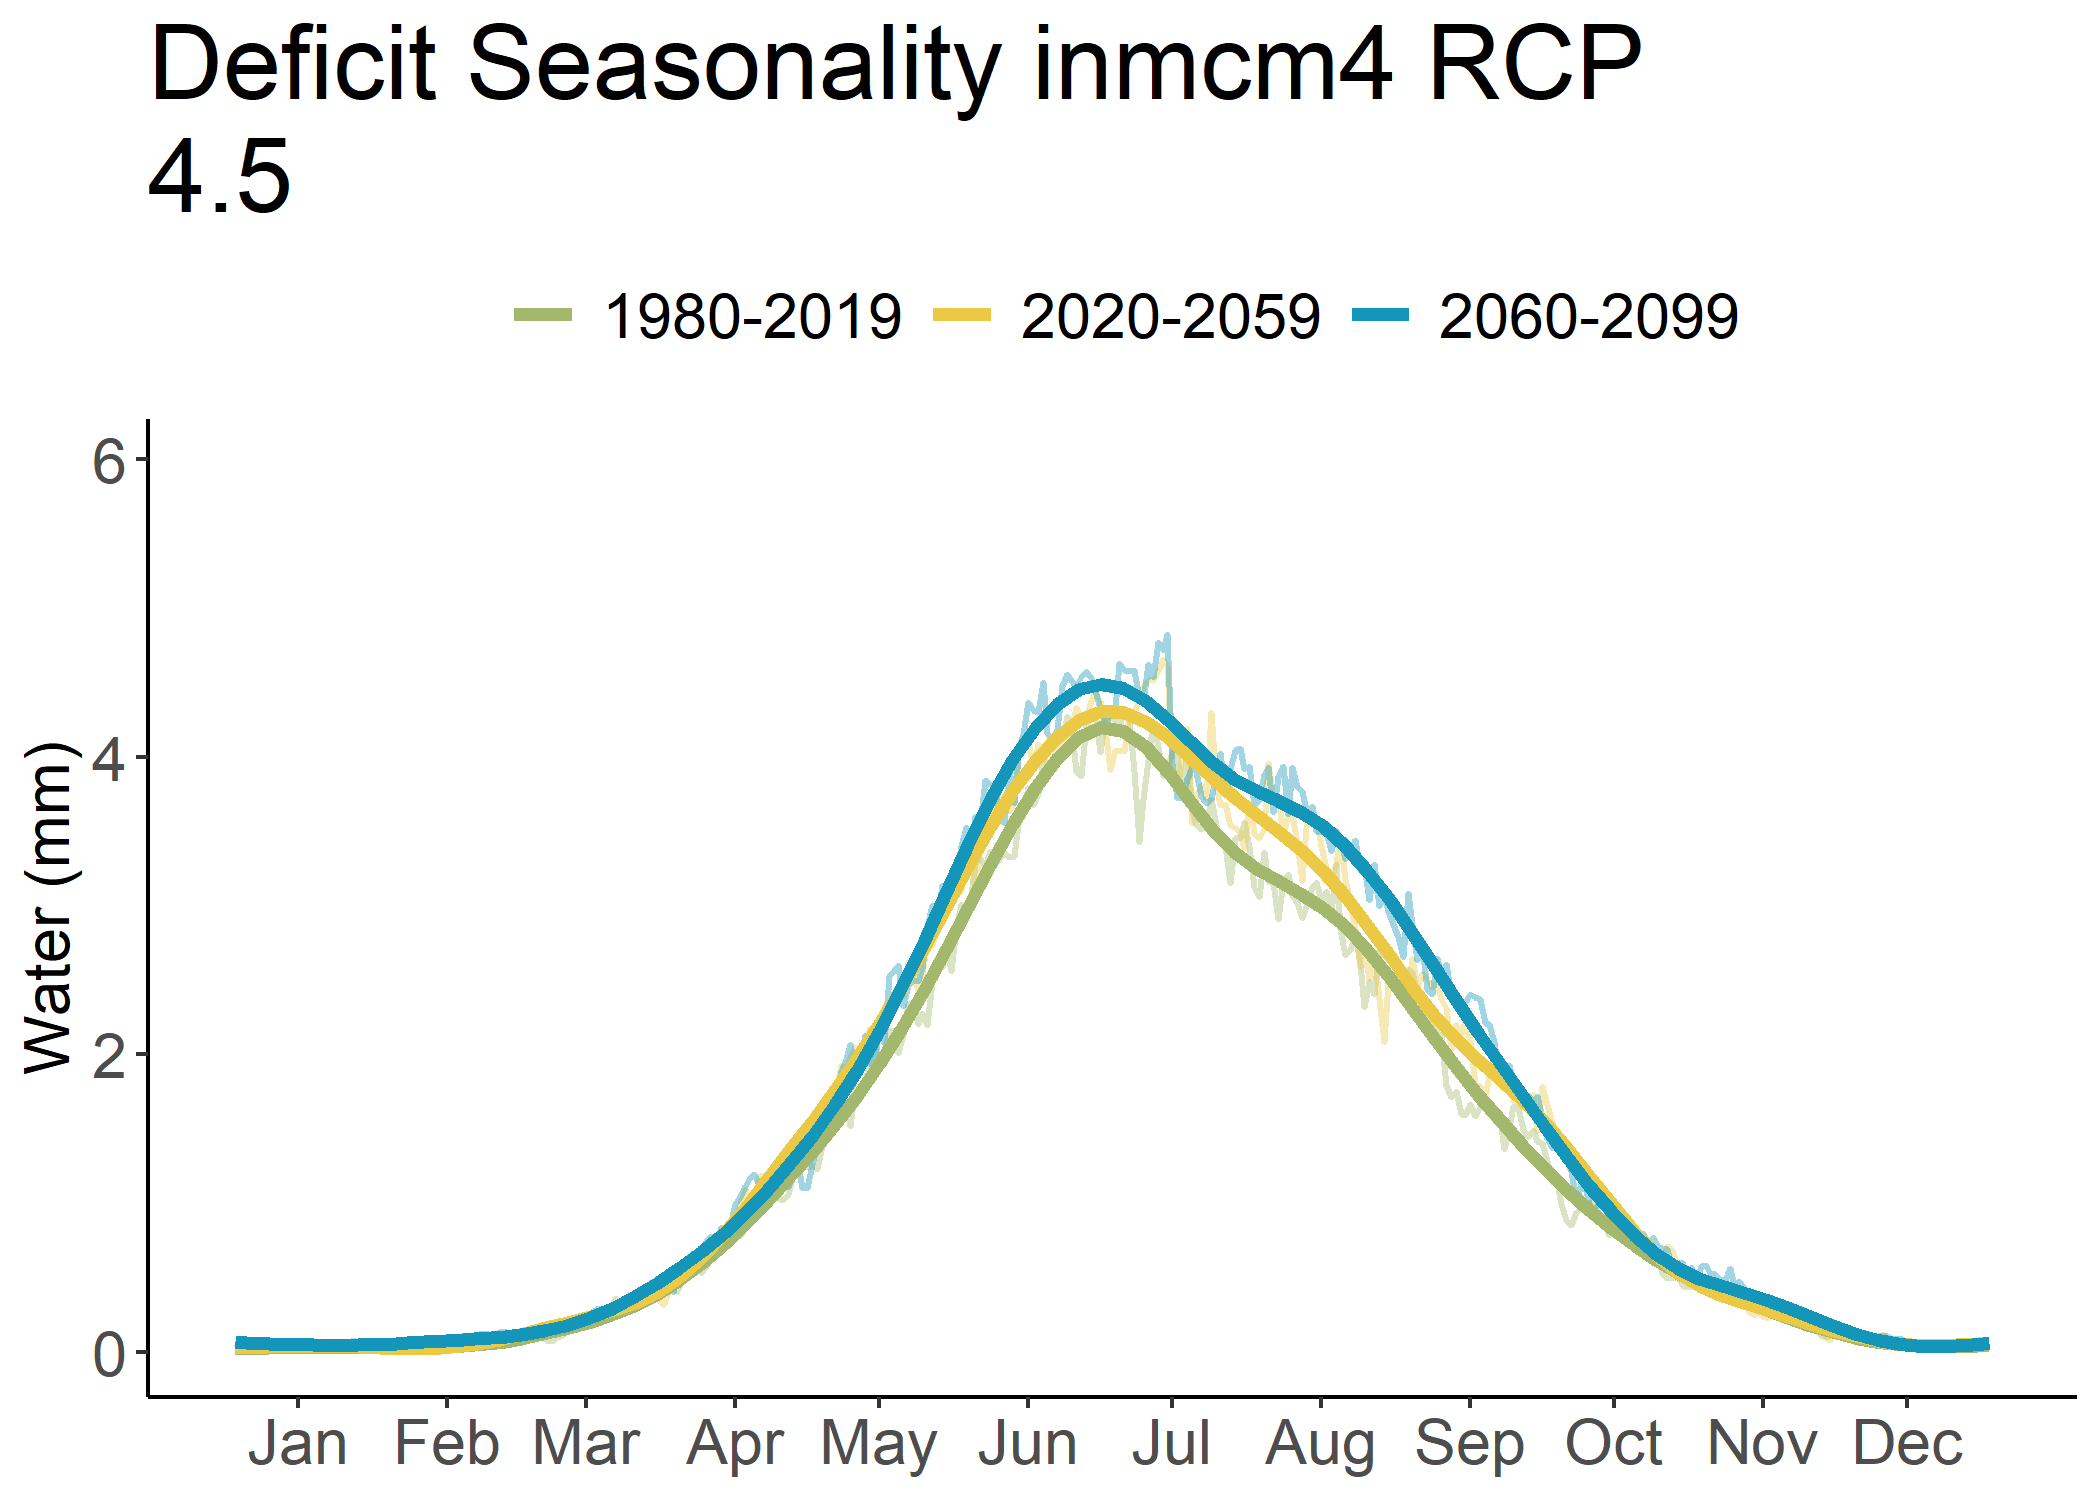 Deficit Seasonality inmcm4 RCP
4.5
1980-2019 2020-2059 2060-2099
Water (mm)
6
4
2
0
Jan Feb Mar Apr May Jun Jul Aug Sep Oct Nov Dec